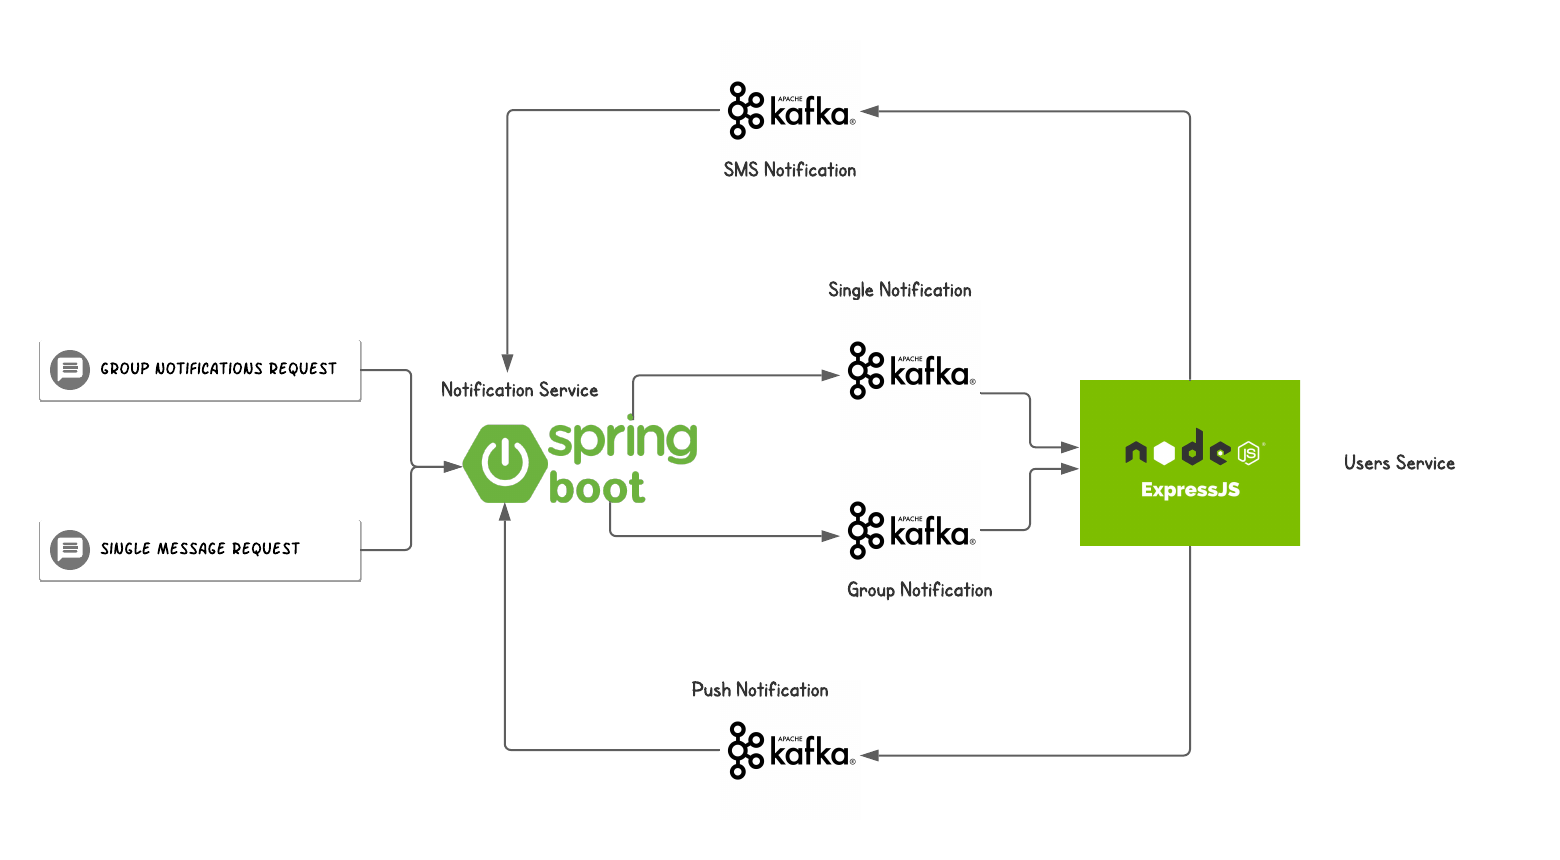 APACHE
kafka®
SMS Notification
Single Notification
APACHE
kafka®
GROUP NOTIFICATIONS REQUEST
Notification Service
spring
boot
node
JS
ExpressJS
Users Service
SINGLE MESSAGE REQUEST
APACHE
kafka®
Group Notification
Push Notification
APACHE
kafka®